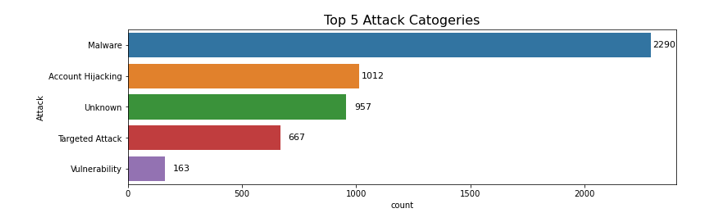 Top 5 Attack Catogeries
Malware
2290
Account Hijacking
1012
Unknown
957
Targeted Attack
667
Vulnerability
163
Attack
0
500
1000
1500
2000
count